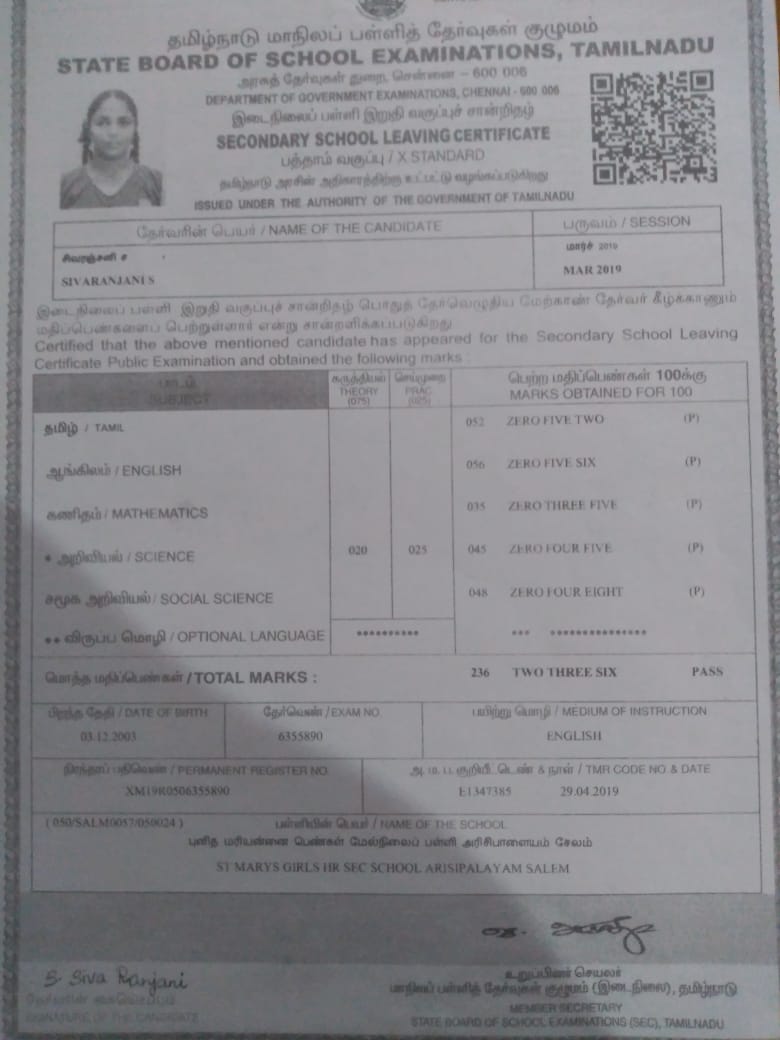 தமிழ்நாடு மாநிலப் பள்ளித் தேர்வுகள் குழுமம்
STATE BOARD OF SCHOOL EXAMINATIONS, TAMILNADU
அரசுத் தேர்வுகள் துறை, சென்னை – 600 006
DEPARTMENT OF GOVERNMENT EXAMINATIONS, CHENNAI - 600 006
இடைநிலைப் பள்ளி இறுதி வகுப்புச் சான்றிதழ்
SECONDARY SCHOOL LEAVING CERTIFICATE
பத்தாம் வகுப்பு / X STANDARD
தமிழ்நாடு அரசின் அதிகாரத்திற்கு உட்பட்டு வழங்கப்படுகிறது
ISSUED UNDER THE AUTHORITY OF THE GOVERNMENT OF TAMILNADU
தேர்வரின் பெயர் / NAME OF THE CANDIDATE பருவம் / SESSION
சிவரஞ்சனி ச மார்ச் 2019
SIVARANJANI S MAR 2019
இடைநிலைப் பள்ளி இறுதி வகுப்புச் சான்றிதழ் பொதுத் தேர்வெழுதிய மேற்காண் தேர்வர் கீழ்க்காணும்
மதிப்பெண்களைப் பெற்றுள்ளார் என்று சான்றளிக்கப்படுகிறது
Certified that the above mentioned candidate has appeared for the Secondary School Leaving
Certificate Public Examination and obtained the following marks :
பாடம் கருத்தியல் செய்முறை பெற்ற மதிப்பெண்கள் 100க்கு
SUBJECT THEORY PRAC MARKS OBTAINED FOR 100
(075) (025)
தமிழ் / TAMIL 052 ZERO FIVE TWO (P)
ஆங்கிலம் / ENGLISH 056 ZERO FIVE SIX (P)
கணிதம் / MATHEMATICS 035 ZERO THREE FIVE (P)
* அறிவியல் / SCIENCE 020 025 045 ZERO FOUR FIVE (P)
சமூக அறிவியல் / SOCIAL SCIENCE 048 ZERO FOUR EIGHT (P)
** விருப்ப மொழி / OPTIONAL LANGUAGE ********** *** ***************
மொத்த மதிப்பெண்கள் / TOTAL MARKS : 236 TWO THREE SIX PASS
பிறந்த தேதி / DATE OF BIRTH தேர்வெண் / EXAM NO. பயிற்று மொழி / MEDIUM OF INSTRUCTION
03.12.2003 6355890 ENGLISH
நிரந்தரப் பதிவெண் / PERMANENT REGISTER NO. அ.ம.ப. குறியீட்டெண் & நாள் / TMR CODE NO & DATE
XM19R0506355890 E1347385 29.04.2019
( 050/SALM0057/050024 ) பள்ளியின் பெயர் / NAME OF THE SCHOOL
புனித மரியன்னை பெண்கள் மேல்நிலைப் பள்ளி அரிசிபாளையம் சேலம்
ST MARYS GIRLS HR SEC SCHOOL ARISIPALAYAM SALEM
S. Siva Ranjani
SIGNATURE OF THE CANDIDATE
உறுப்பினர் செயலர்
மாநிலப் பள்ளித் தேர்வுகள் குழுமம் (இடைநிலை), தமிழ்நாடு
MEMBER SECRETARY
STATE BOARD OF SCHOOL EXAMINATIONS (SEC), TAMILNADU